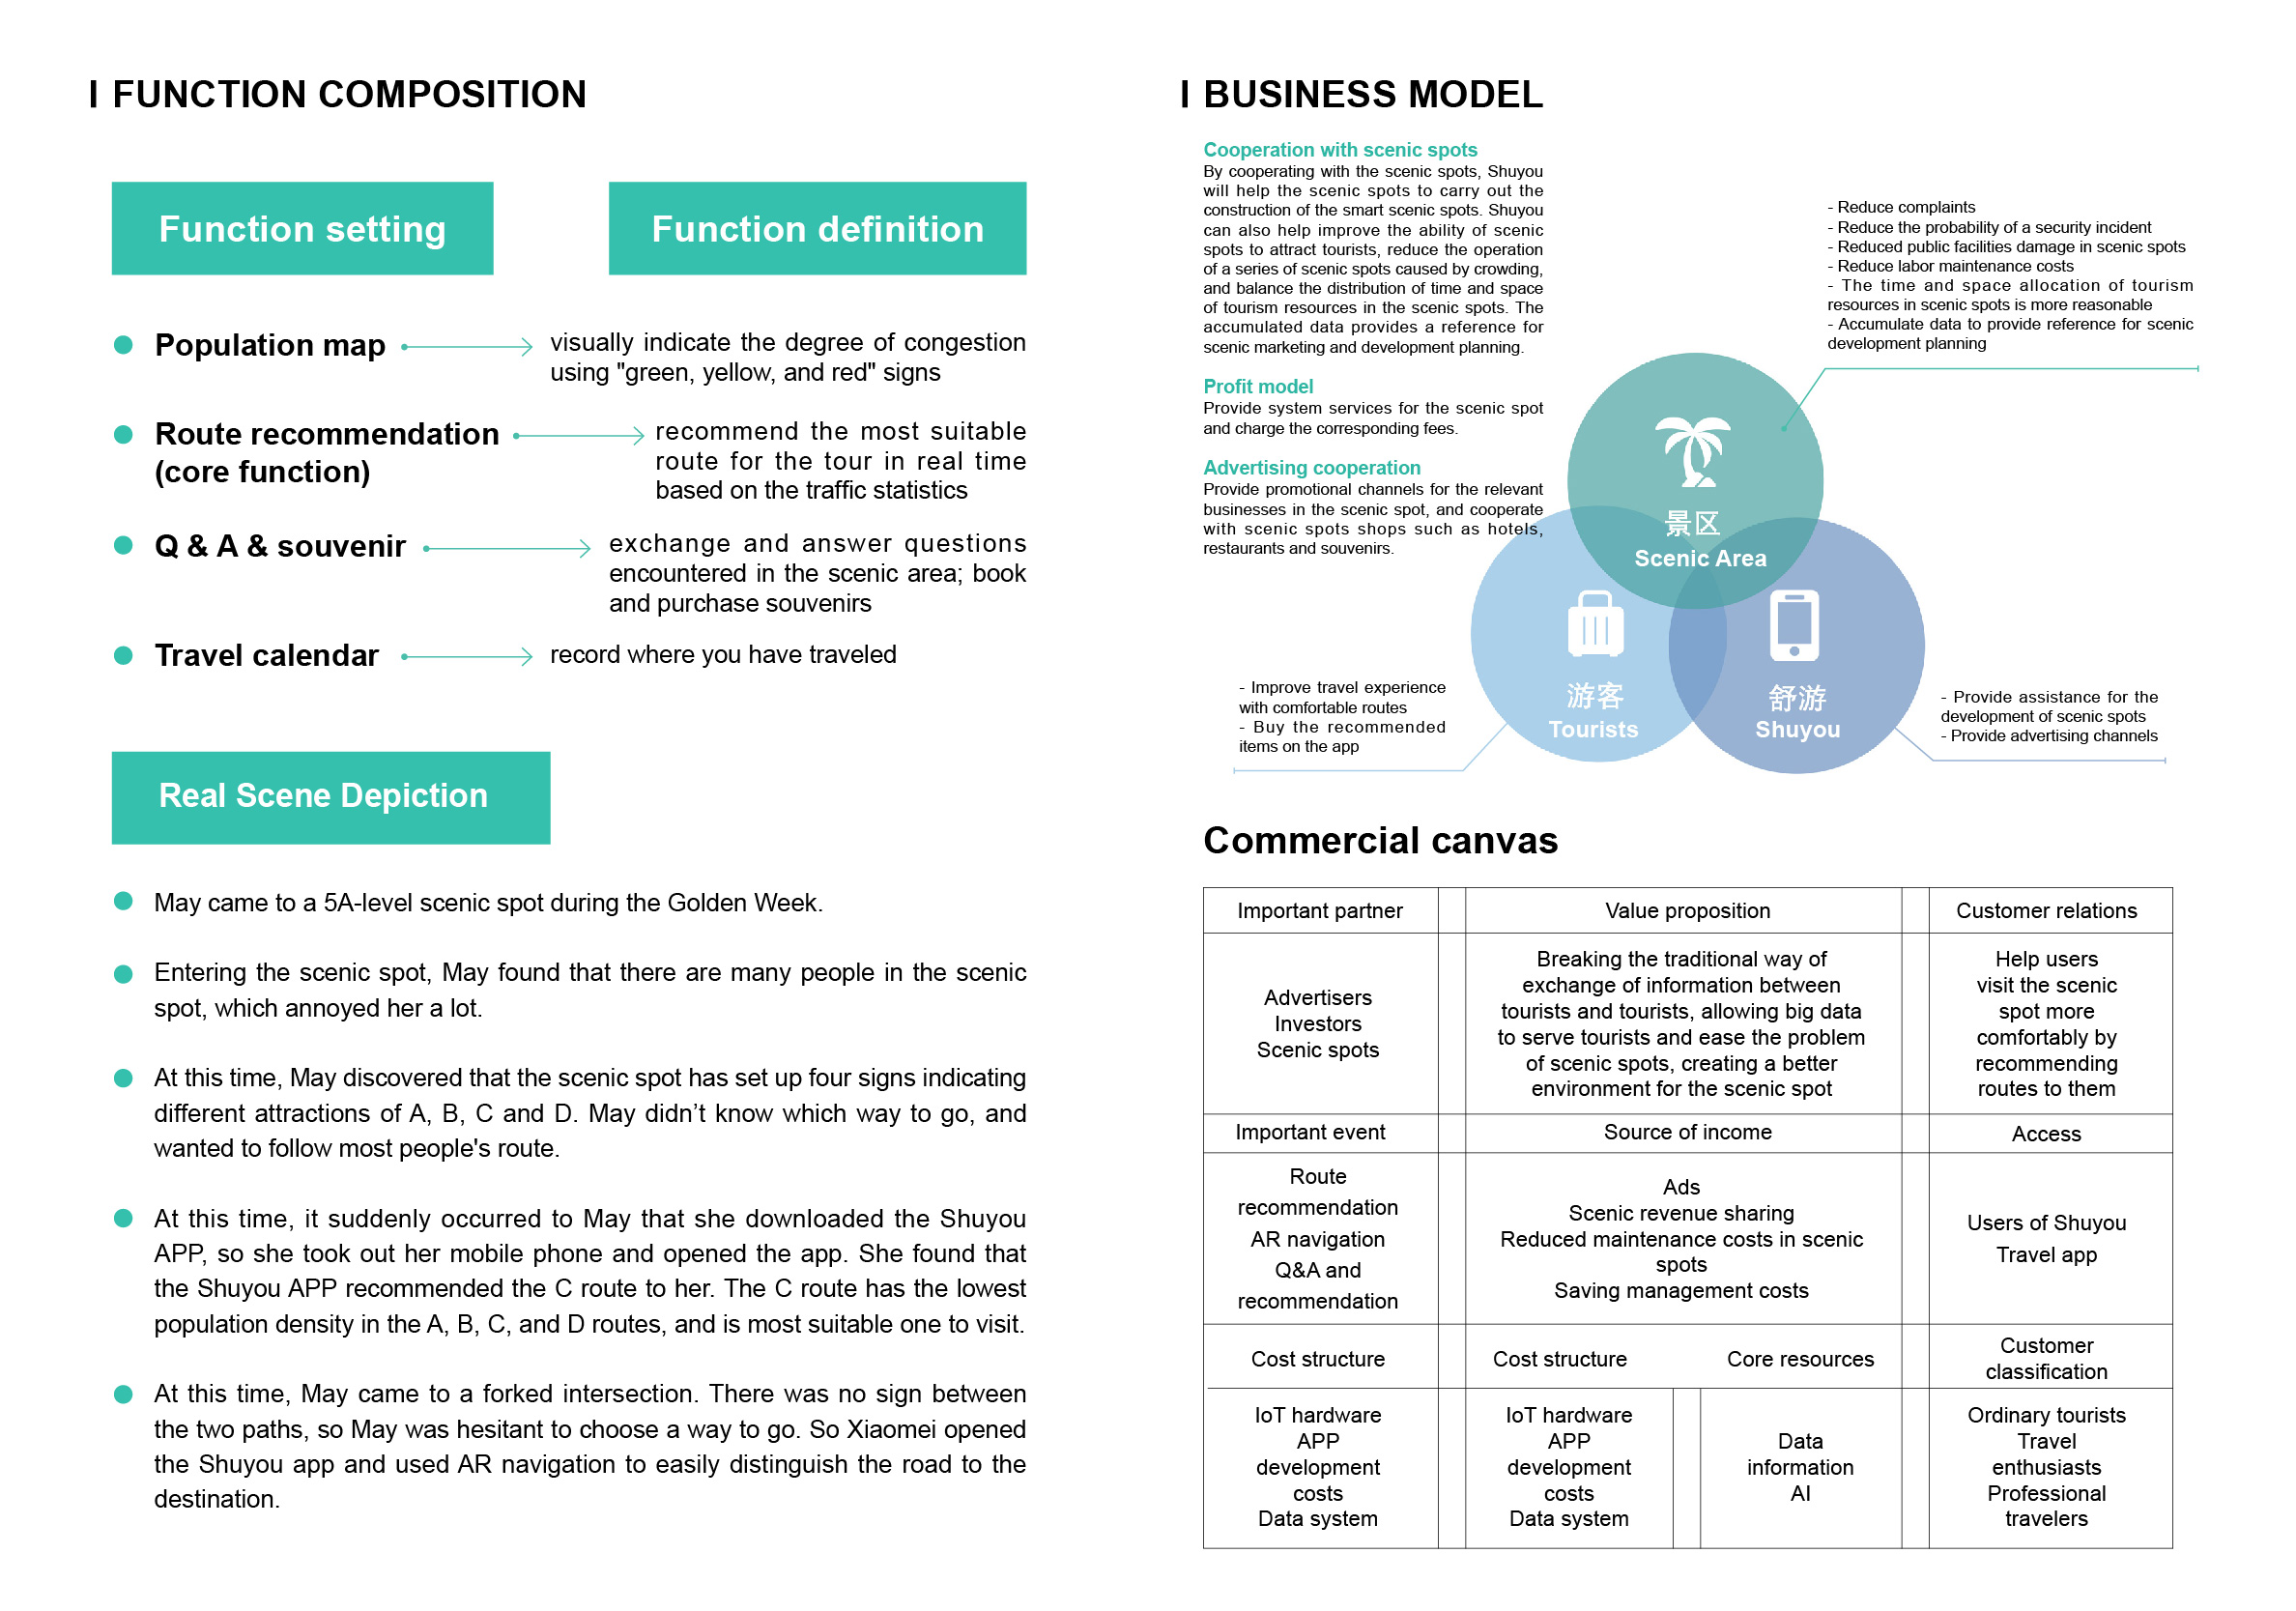 I FUNCTION COMPOSITION
Function setting
Function definition
Population map
visually indicate the degree of congestion
using "green, yellow, and red" signs
Route recommendation
(core function)
recommend the most suitable
route for the tour in real time
based on the traffic statistics
Q & A & souvenir
exchange and answer questions
encountered in the scenic area; book
and purchase souvenirs
Travel calendar
record where you have traveled
Real Scene Depiction
May came to a 5A-level scenic spot during the Golden Week.
Entering the scenic spot, May found that there are many people in the scenic
spot, which annoyed her a lot.
At this time, May discovered that the scenic spot has set up four signs indicating
different attractions of A, B, C and D. May didn’t know which way to go, and
wanted to follow most people's route.
At this time, it suddenly occurred to May that she downloaded the Shuyou
APP, so she took out her mobile phone and opened the app. She found that
the Shuyou APP recommended the C route to her. The C route has the lowest
population density in the A, B, C, and D routes, and is most suitable one to visit.
At this time, May came to a forked intersection. There was no sign between
the two paths, so May was hesitant to choose a way to go. So Xiaomei opened
the Shuyou app and used AR navigation to easily distinguish the road to the
destination.
I BUSINESS MODEL
Cooperation with scenic spots
By cooperating with the scenic spots, Shuyou
will help the scenic spots to carry out the
construction of the smart scenic spots. Shuyou
can also help improve the ability of scenic
spots to attract tourists, reduce the operation
of a series of scenic spots caused by crowding,
and balance the distribution of time and space
of tourism resources in the scenic spots. The
accumulated data provides a reference for
scenic marketing and development planning.
Profit model
Provide system services for the scenic spot
and charge the corresponding fees.
Advertising cooperation
Provide promotional channels for the relevant
businesses in the scenic spot, and cooperate
with scenic spots shops such as hotels,
restaurants and souvenirs.
- Reduce complaints
- Reduce the probability of a security incident
- Reduced public facilities damage in scenic spots
- Reduce labor maintenance costs
- The time and space allocation of tourism
resources in scenic spots is more reasonable
- Accumulate data to provide reference for scenic
development planning
景区
Scenic Area
游客
Tourists
舒游
Shuyou
- Improve travel experience
with comfortable routes
- Buy the recommended
items on the app
- Provide assistance for the
development of scenic spots
- Provide advertising channels
Commercial canvas
Important partner
Value proposition
Customer relations
Advertisers
Investors
Scenic spots
Breaking the traditional way of
exchange of information between
tourists and tourists, allowing big data
to serve tourists and ease the problem
of scenic spots, creating a better
environment for the scenic spot
Help users
visit the scenic
spot more
comfortably by
recommending
routes to them
Important event
Source of income
Access
Route
recommendation
AR navigation
Q&A and
recommendation
Ads
Scenic revenue sharing
Reduced maintenance costs in scenic
spots
Saving management costs
Users of Shuyou
Travel app
Cost structure
Cost structure
Core resources
Customer
classification
IoT hardware
APP
development
costs
Data system
IoT hardware
APP
development
costs
Data system
Data
information
AI
Ordinary tourists
Travel
enthusiasts
Professional
travelers